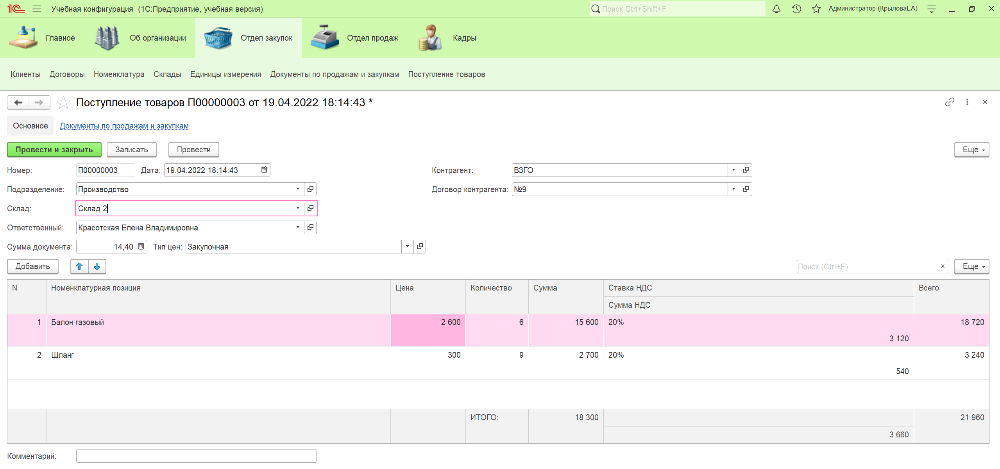 1С Учебная конфигурация (1С:Предприятие, учебная версия) Поиск Ctrl+Shift+F Администратор (КрыловаЕА)
Главное Об организации Отдел закупок Отдел продаж Кадры
Клиенты Договоры Номенклатура Склады Единицы измерения Документы по продажам и закупкам Поступление товаров
Поступление товаров П00000003 от 19.04.2022 18:14:43 *
Основное Документы по продажам и закупкам
Провести и закрыть Записать Провести Еще
Номер: П00000003 Дата: 19.04.2022 18:14:43 Контрагент: ВЗГО
Подразделение: Производство Договор контрагента: №9
Склад: Склад 2
Ответственный: Красотская Елена Владимировна
Сумма документа: 14,40 Тип цен: Закупочная
Добавить Поиск (Ctrl+F) × Еще
N Номенклатурная позиция Цена Количество Сумма Ставка НДС Всего
Сумма НДС
1 Балон газовый 2 600 6 15 600 20% 18 720
3 120
2 Шланг 300 9 2 700 20% 3 240
540
ИТОГО: 18 300 21 960
3 660
Комментарий: